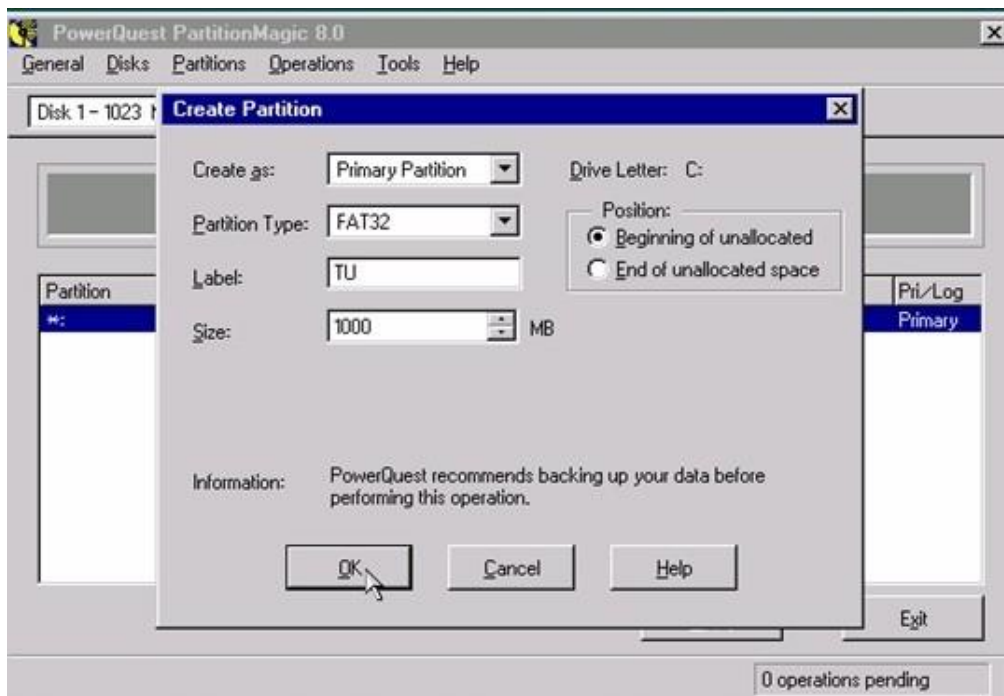 PowerQuest PartitionMagic 8.0
General Disks Partitions Operations Tools Help
Disk 1 - 1023
Create Partition
Create as: Primary Partition
Drive Letter: C:
Partition Type: FAT32
Position:
Beginning of unallocated
End of unallocated space
Label: TU
Size: 1000 MB
Partition
Pri/Log
*:
Primary
Information: PowerQuest recommends backing up your data before
performing this operation.
OK
Cancel
Help
Exit
0 operations pending